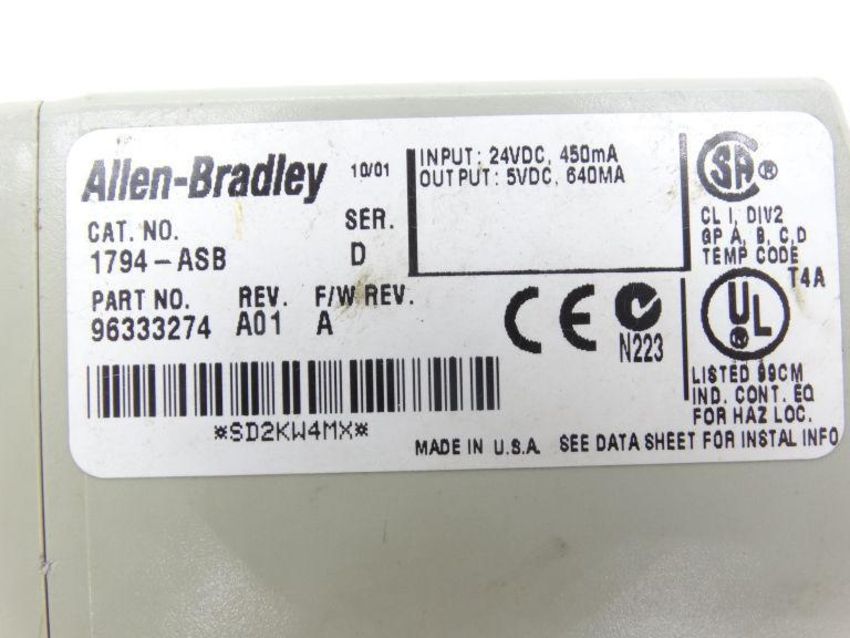 Allen-Bradley 10/01
CAT. NO. SER.
1794-ASB D
PART NO. REV. F/W REV.
96333274 A01 A
*SD2KW4MX*
INPUT: 24VDC, 450mA
OUTPUT: 5VDC, 640MA
CE
N223
SA ®
CL I, DIV2
GP A, B, C,D
TEMP CODE
T4A
UL ®
LISTED 99CM
IND. CONT. EQ
FOR HAZ LOC.
MADE IN U.S.A. SEE DATA SHEET FOR INSTAL INFO